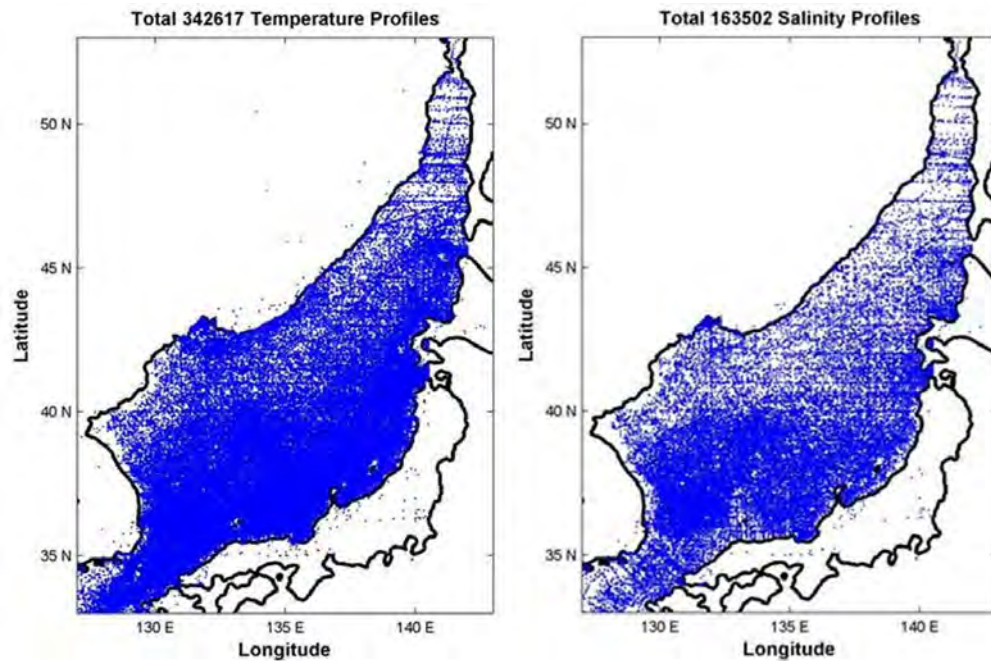 Total 342617 Temperature Profiles
50 N
45 N
40 N
35 N
Latitude
130 E 135 E 140 E
Longitude
Total 163502 Salinity Profiles
50 N
45 N
40 N
35 N
Latitude
130 E 135 E 140 E
Longitude